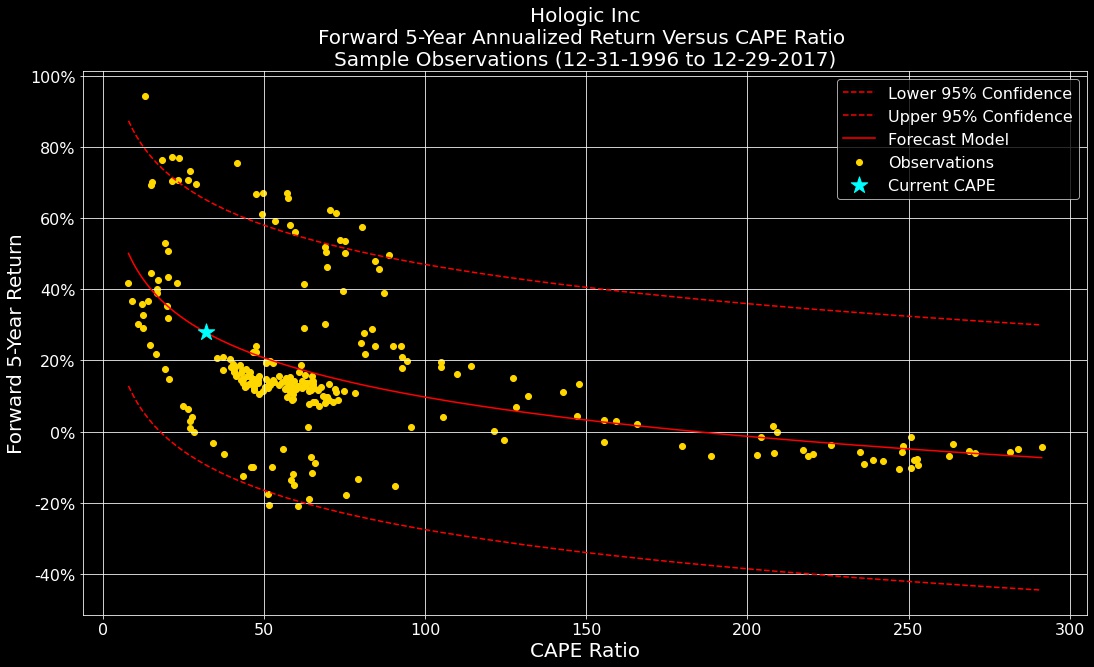 Hologic Inc
Forward 5-Year Annualized Return Versus CAPE Ratio
Sample Observations (12-31-1996 to 12-29-2017)
Lower 95% Confidence
Upper 95% Confidence
Forecast Model
Observations
Current CAPE
100%
80%
60%
40%
20%
0%
-20%
-40%
Forward 5-Year Return
0 50 100 150 200 250 300
CAPE Ratio